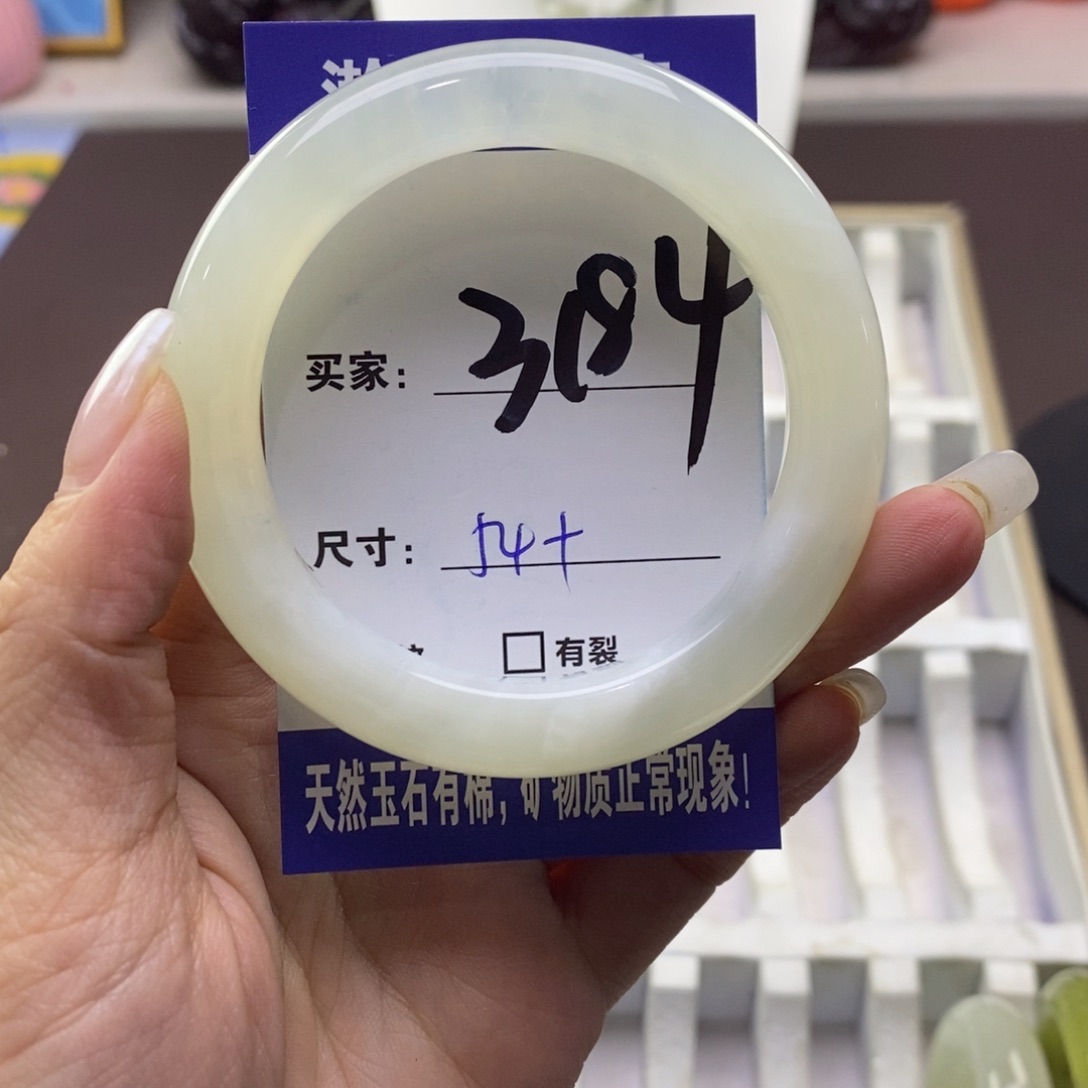 买家： 384
尺寸： 54+
□ 有裂
天然玉石有棉，矿物质正常现象！